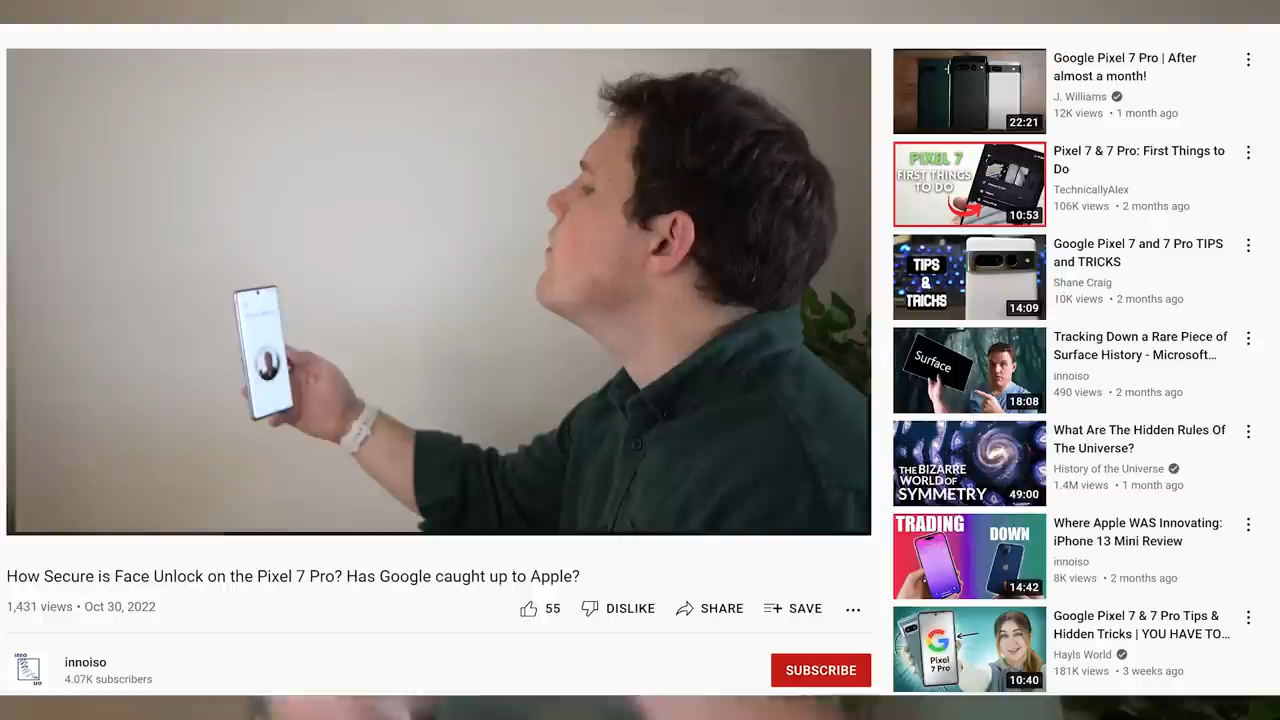 How Secure is Face Unlock on the Pixel 7 Pro? Has Google caught up to Apple?
1,431 views • Oct 30, 2022
55
DISLIKE
SHARE
SAVE
INNO
ISO
innoiso
4.07K subscribers
SUBSCRIBE
22:21
Google Pixel 7 Pro | After
almost a month!
J. Williams
12K views • 1 month ago
PIXEL 7
FIRST THINGS
TO DO
10:53
Pixel 7 & 7 Pro: First Things to
Do
TechnicallyAlex
106K views • 2 months ago
TIPS
&
TRICKS
14:09
Google Pixel 7 and 7 Pro TIPS
and TRICKS
Shane Craig
10K views • 2 months ago
Surface
18:08
Tracking Down a Rare Piece of
Surface History - Microsoft...
innoiso
490 views • 2 months ago
THE BIZARRE
WORLD OF
SYMMETRY
49:00
What Are The Hidden Rules Of
The Universe?
History of the Universe
1.4M views • 1 month ago
TRADING
DOWN
14:42
Where Apple WAS Innovating:
iPhone 13 Mini Review
innoiso
8K views • 2 months ago
G
Pixel
7 Pro
10:40
Google Pixel 7 & 7 Pro Tips &
Hidden Tricks | YOU HAVE TO...
Hayls World
181K views • 3 weeks ago